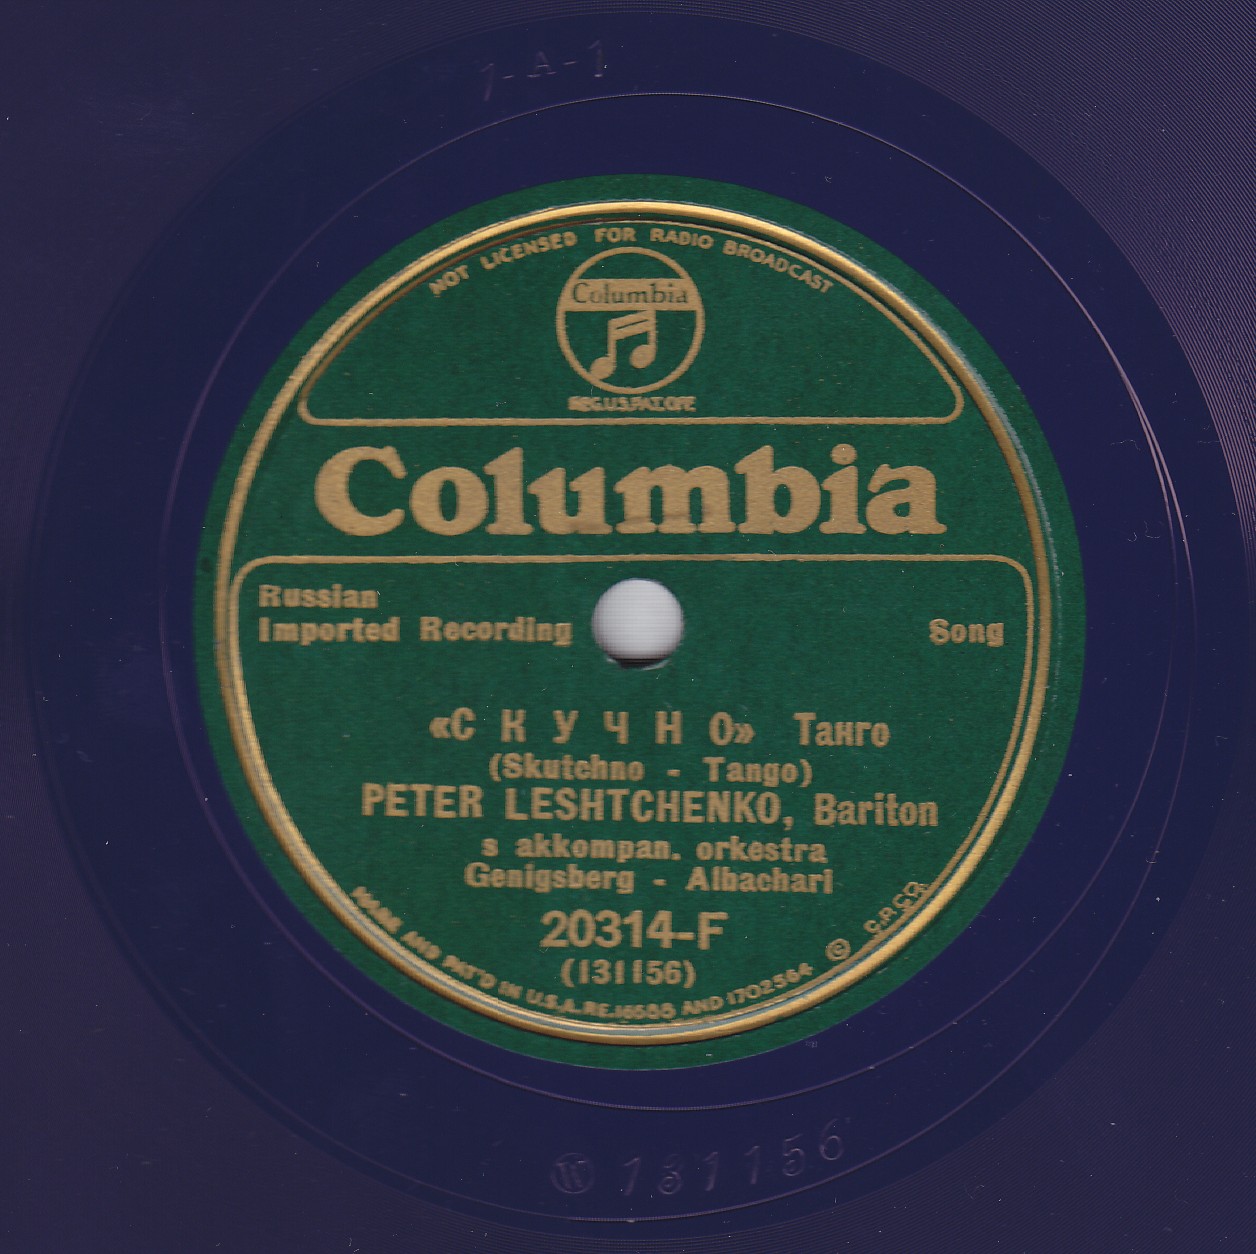 1-A-1
NOT LICENSED FOR RADIO BROADCAST
Columbia
REG.U.S.PAT.OFF.
Columbia
Russian
Imported Recording
Song
«С К У Ч Н О» Танго
(Skutchno - Tango)
PETER LESHTCHENKO, Bariton
s akkompan. orkestra
Genigsberg - Albachari
20314-F
(131156)
MADE AND PAT'D IN U.S.A. RE. 16588 AND 1702564 © C.P.CO.
W 131156